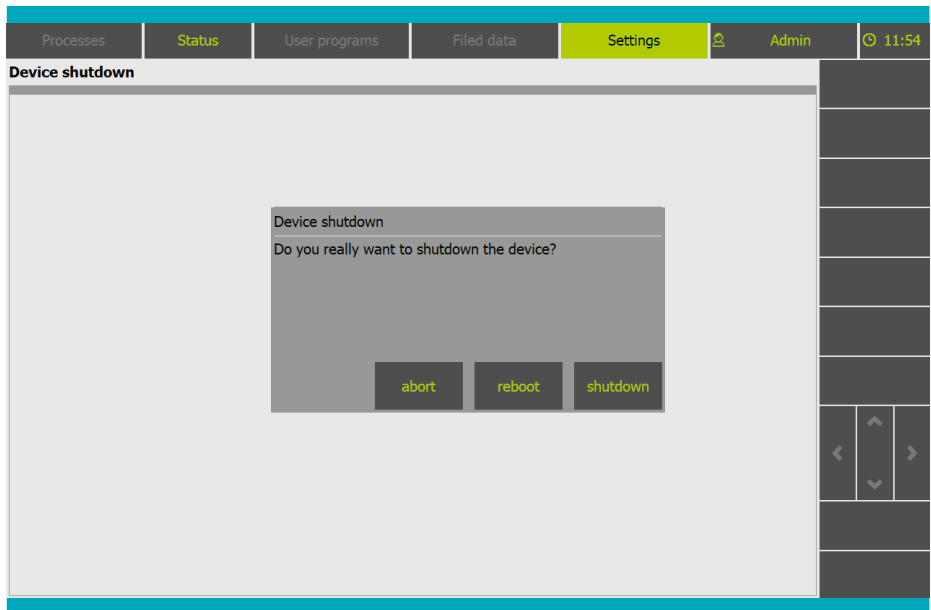 Processes Status User programs Filed data Settings Admin 11:54
Device shutdown
Device shutdown
Do you really want to shutdown the device?
abort reboot shutdown